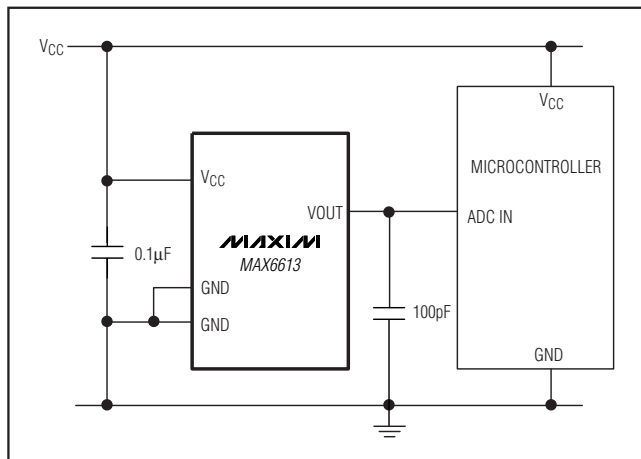 VCC
VCC
MICROCONTROLLER
VCC
VOUT
ADC IN
MAXIM
MAX6613
0.1μF
GND
GND
100pF
GND